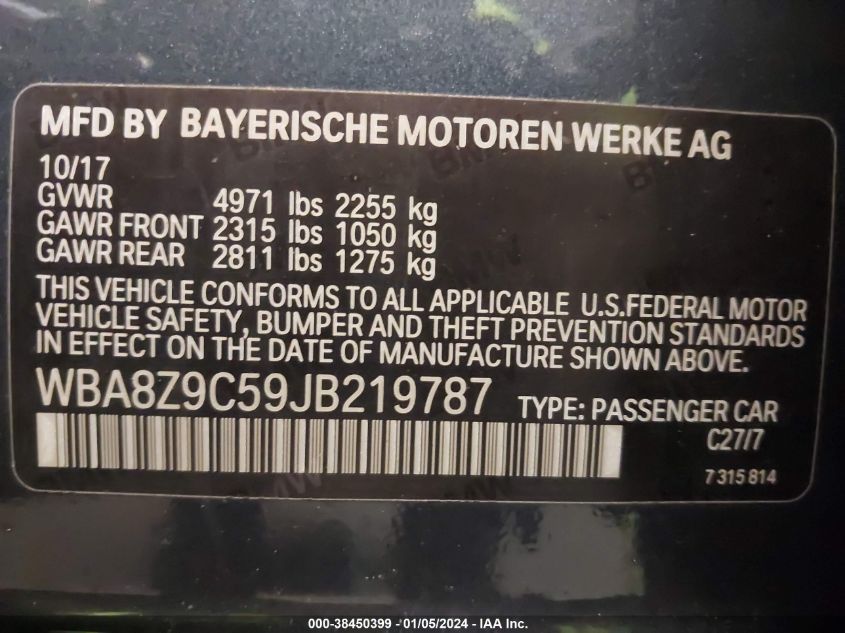 MFD BY BAYERISCHE MOTOREN WERKE AG
10/17
GVWR 4971 lbs 2255 kg
GAWR FRONT 2315 lbs 1050 kg
GAWR REAR 2811 lbs 1275 kg
THIS VEHICLE CONFORMS TO ALL APPLICABLE U.S.FEDERAL MOTOR
VEHICLE SAFETY, BUMPER AND THEFT PREVENTION STANDARDS
IN EFFECT ON THE DATE OF MANUFACTURE SHOWN ABOVE.
WBA8Z9C59JB219787 TYPE: PASSENGER CAR
C27/7
7 315 814
000-38450399 - 01/05/2024 - IAA Inc.